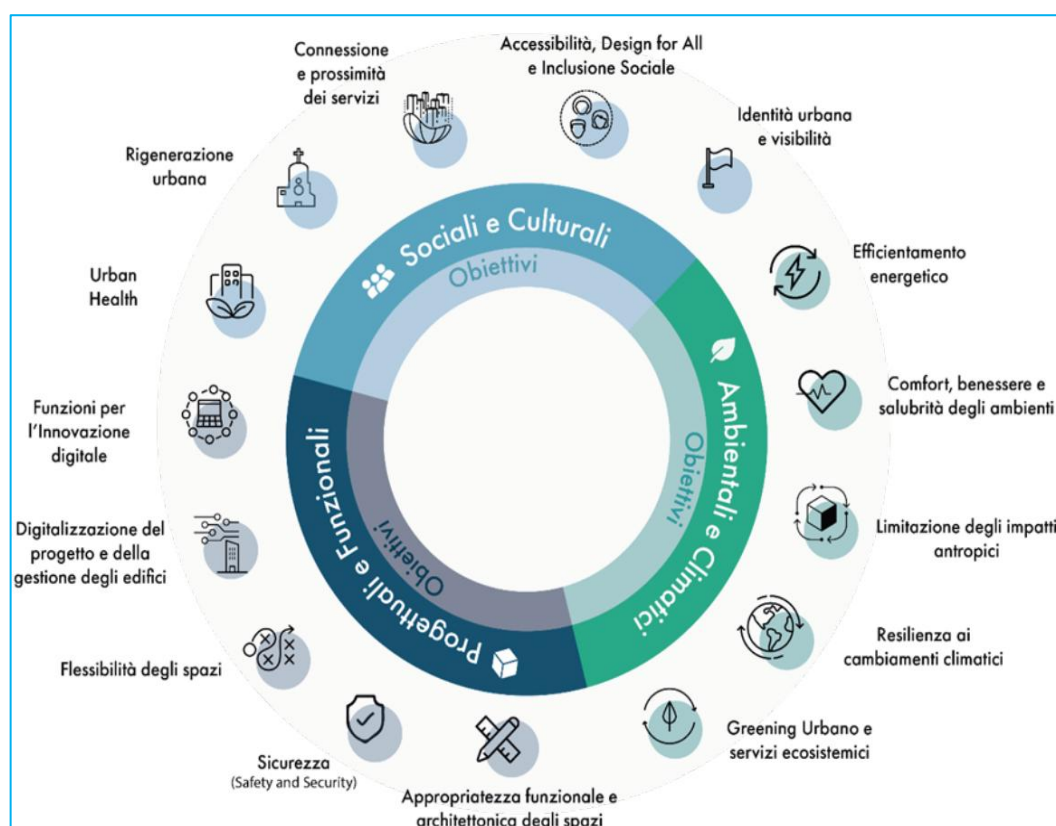 Accessibilità, Design for All
e Inclusione Sociale
Identità urbana
e visibilità
Efficientamento
energetico
Comfort, benessere e
salubrità degli ambienti
Limitazione degli impatti
antropici
Resilienza ai
cambiamenti climatici
Greening Urbano e
servizi ecosistemici
Appropriatezza funzionale e
architettonica degli spazi
Sicurezza
(Safety and Security)
Flessibilità degli spazi
Digitalizzazione del
progetto e della
gestione degli edifici
Funzioni per
l'Innovazione
digitale
Urban
Health
Rigenerazione
urbana
Connessione
e prossimità
dei servizi
Sociali e Culturali
Obiettivi
Ambientali e Climatici
Obiettivi
Progettuali e Funzionali
Obiettivi